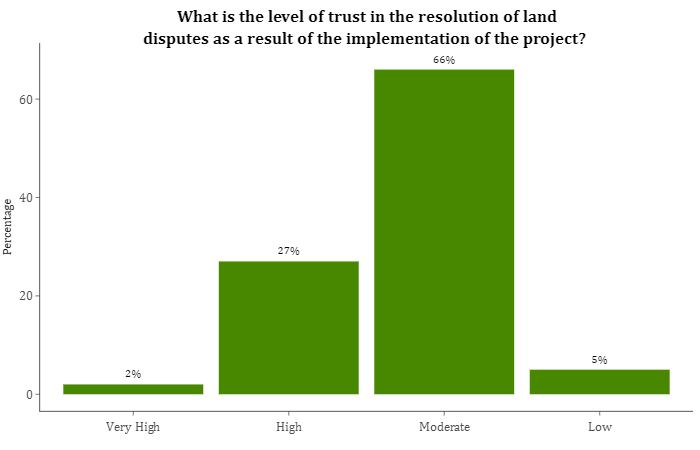 What is the level of trust in the resolution of land
disputes as a result of the implementation of the project?
Percentage
60
40
20
0
2%
27%
66%
5%
Very High
High
Moderate
Low